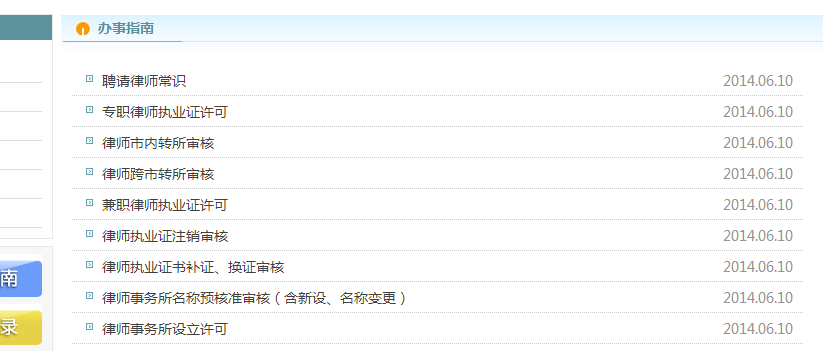 办事指南
聘请律师常识 2014.06.10
专职律师执业证许可 2014.06.10
律师市内转所审核 2014.06.10
律师跨市转所审核 2014.06.10
兼职律师执业证许可 2014.06.10
律师执业证注销审核 2014.06.10
律师执业证书补证、换证审核 2014.06.10
南
律师事务所名称预核准审核（含新设、名称变更） 2014.06.10
录
律师事务所设立许可 2014.06.10